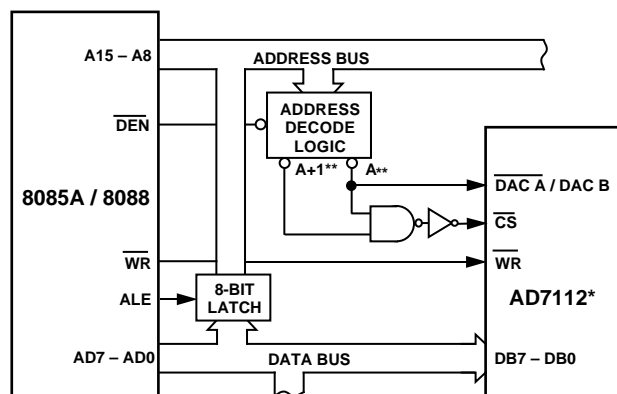 A15 – A8
ADDRESS BUS
DEN
ADDRESS
DECODE
LOGIC
A+1**
A**
8085A / 8088
DAC A / DAC B
CS
WR
WR
ALE
8-BIT
LATCH
AD7112*
AD7 – AD0
DATA BUS
DB7 – DB0